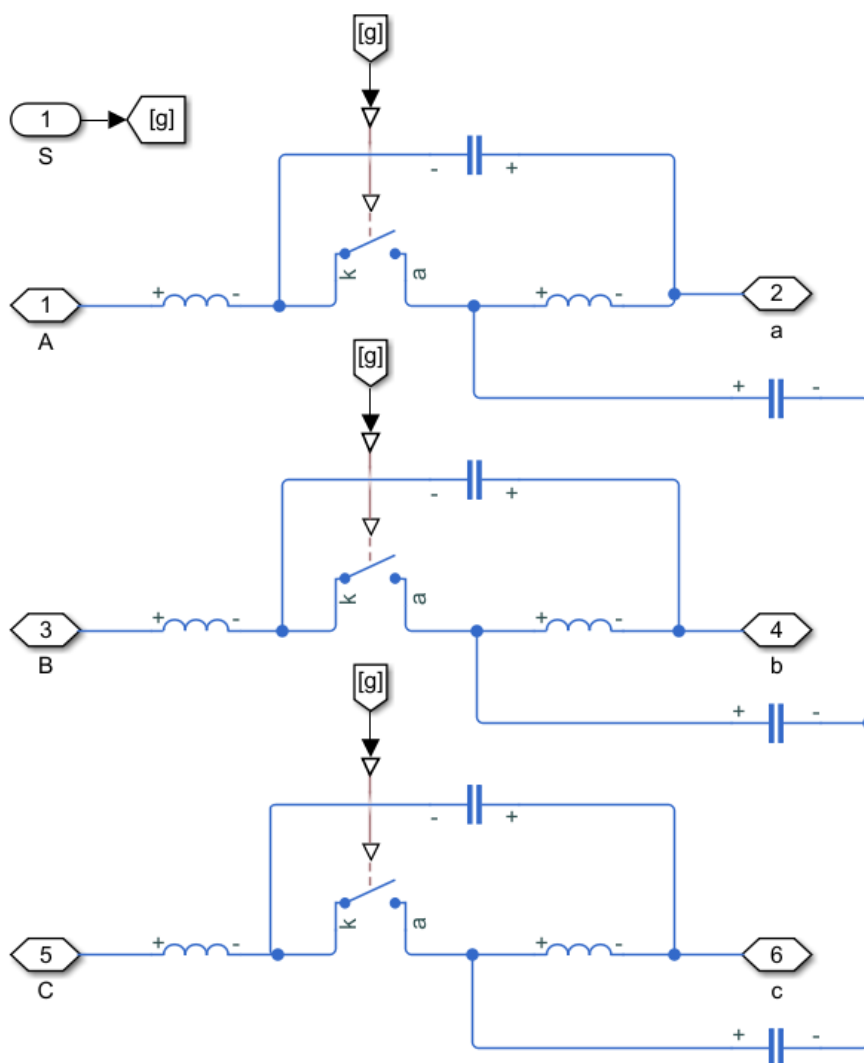 [g]
1 [g]
S
- +
k a
+ - + -
1 2
A a
[g]
+ -
- +
k a
+ - + -
3 4
B b
[g]
+ -
- +
k a
+ - + -
5 6
C c
+ -